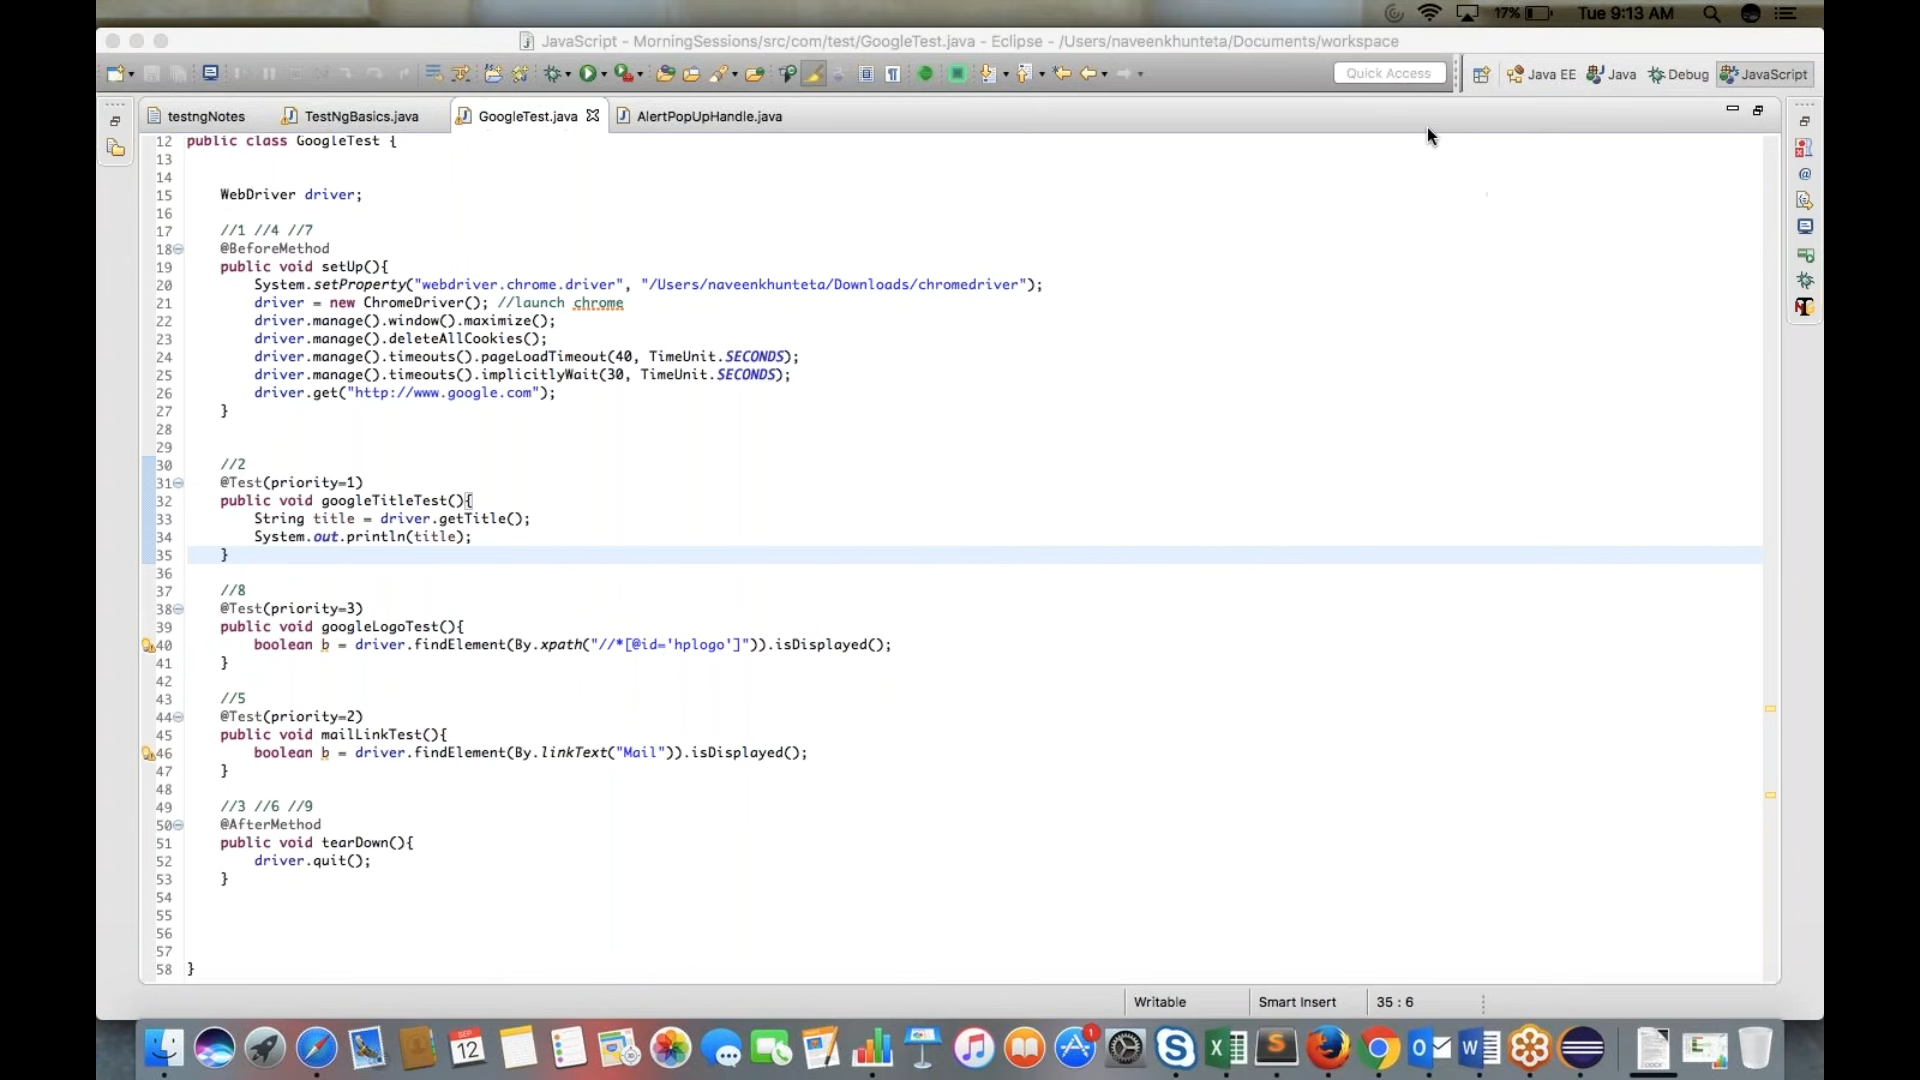 17% Tue 9:13 AM
JavaScript - MorningSessions/src/com/test/GoogleTest.java - Eclipse - /Users/naveenkhunteta/Documents/workspace
Quick Access Java EE Java Debug JavaScript
testngNotes TestNgBasics.java GoogleTest.java AlertPopUpHandle.java
12 public class GoogleTest {
13
14
15 WebDriver driver;
16
17 //1 //4 //7
18 @BeforeMethod
19 public void setUp(){
20 System.setProperty("webdriver.chrome.driver", "/Users/naveenkhunteta/Downloads/chromedriver");
21 driver = new ChromeDriver(); //launch chrome
22 driver.manage().window().maximize();
23 driver.manage().deleteAllCookies();
24 driver.manage().timeouts().pageLoadTimeout(40, TimeUnit.SECONDS);
25 driver.manage().timeouts().implicitlyWait(30, TimeUnit.SECONDS);
26 driver.get("http://www.google.com");
27 }
28
29
30 //2
31 @Test(priority=1)
32 public void googleTitleTest(){
33 String title = driver.getTitle();
34 System.out.println(title);
35 }
36
37 //8
38 @Test(priority=3)
39 public void googleLogoTest(){
40 boolean b = driver.findElement(By.xpath("//*[@id='hplogo']")).isDisplayed();
41 }
42
43 //5
44 @Test(priority=2)
45 public void mailLinkTest(){
46 boolean b = driver.findElement(By.linkText("Mail")).isDisplayed();
47 }
48
49 //3 //6 //9
50 @AfterMethod
51 public void tearDown(){
52 driver.quit();
53 }
54
55
56
57
58 }
Writable Smart Insert 35 : 6
SEP
12
1